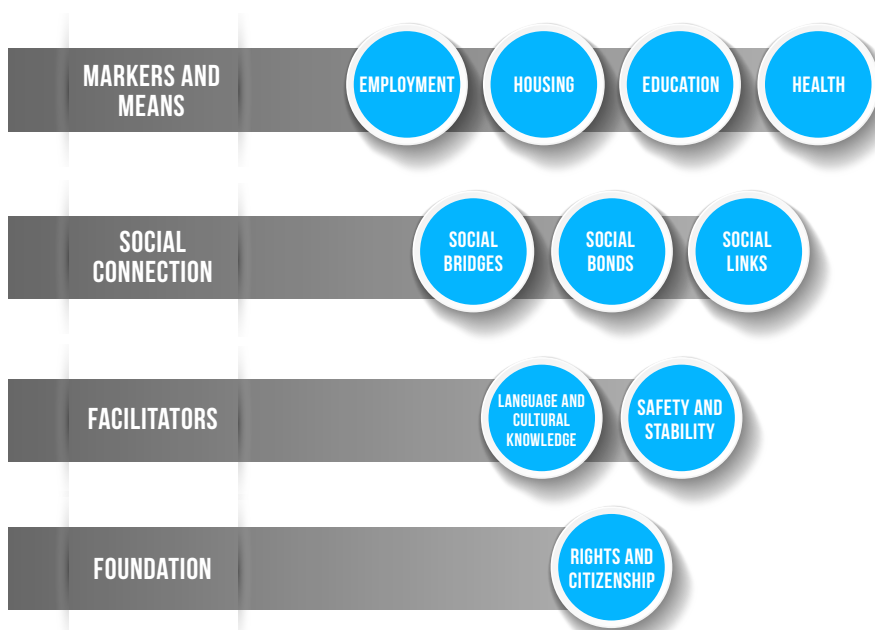 MARKERS AND
MEANS
EMPLOYMENT
HOUSING
EDUCATION
HEALTH
SOCIAL
CONNECTION
SOCIAL
BRIDGES
SOCIAL
BONDS
SOCIAL
LINKS
FACILITATORS
LANGUAGE AND
CULTURAL
KNOWLEDGE
SAFETY AND
STABILITY
FOUNDATION
RIGHTS AND
CITIZENSHIP